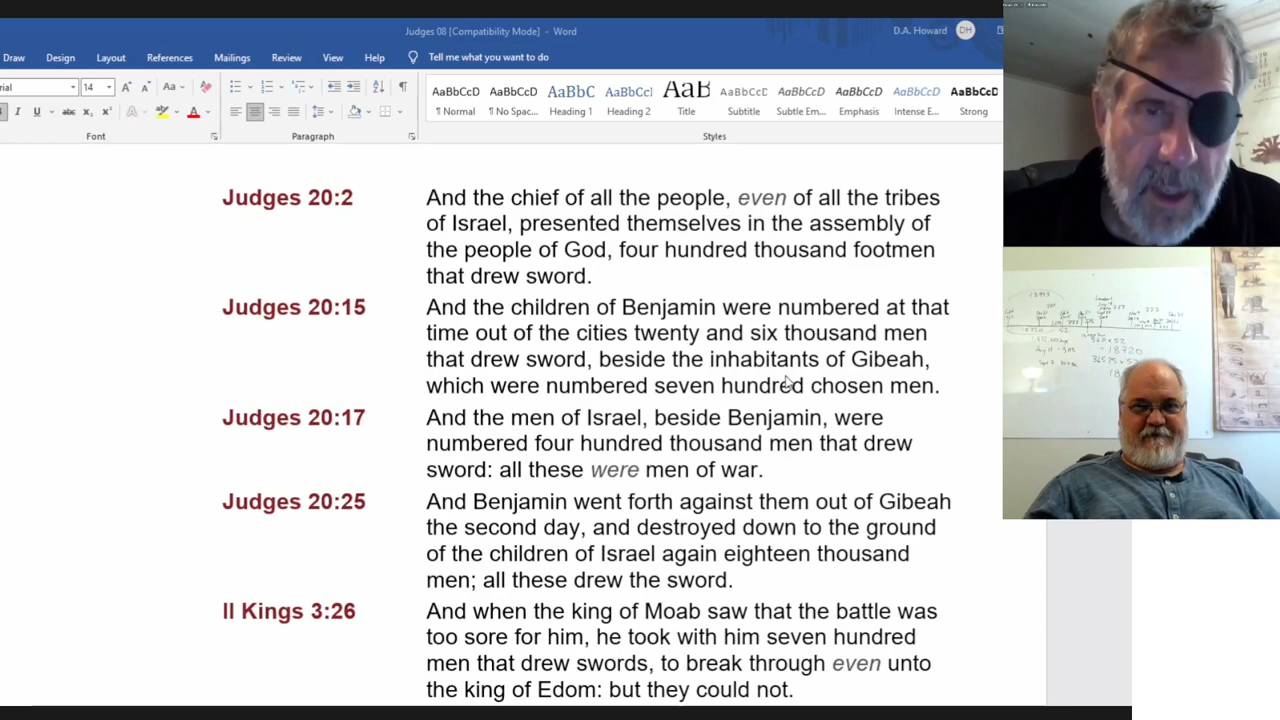 Judges 08 [Compatibility Mode] - Word
D.A. Howard DH
Draw Design Layout References Mailings Review View Help Tell me what you want to do
rial 14 Aa
AaBbCcD AaBbCcD AaBbC AaBbCcI AaB AaBbCcD AaBbCcD AaBbCcD AaBbCcD AaBbCcD
¶ Normal ¶ No Spac... Heading 1 Heading 2 Title Subtitle Subtle Em... Emphasis Intense E... Strong
Font Paragraph Styles
Judges 20:2 And the chief of all the people, even of all the tribes
of Israel, presented themselves in the assembly of
the people of God, four hundred thousand footmen
that drew sword.
Judges 20:15 And the children of Benjamin were numbered at that
time out of the cities twenty and six thousand men
that drew sword, beside the inhabitants of Gibeah,
which were numbered seven hundred chosen men.
Judges 20:17 And the men of Israel, beside Benjamin, were
numbered four hundred thousand men that drew
sword: all these were men of war.
Judges 20:25 And Benjamin went forth against them out of Gibeah
the second day, and destroyed down to the ground
of the children of Israel again eighteen thousand
men; all these drew the sword.
II Kings 3:26 And when the king of Moab saw that the battle was
too sore for him, he took with him seven hundred
men that drew swords, to break through even unto
the king of Edom: but they could not.
360x52
18720